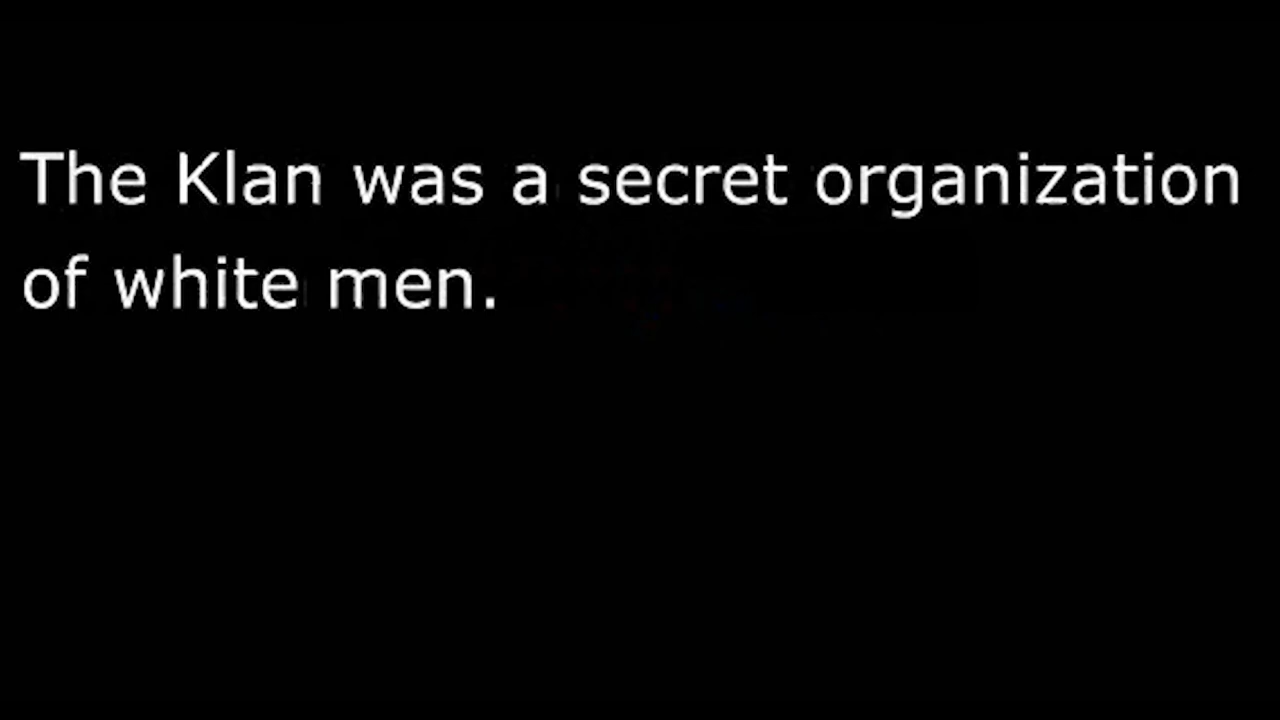 The Klan was a secret organization
of white men.